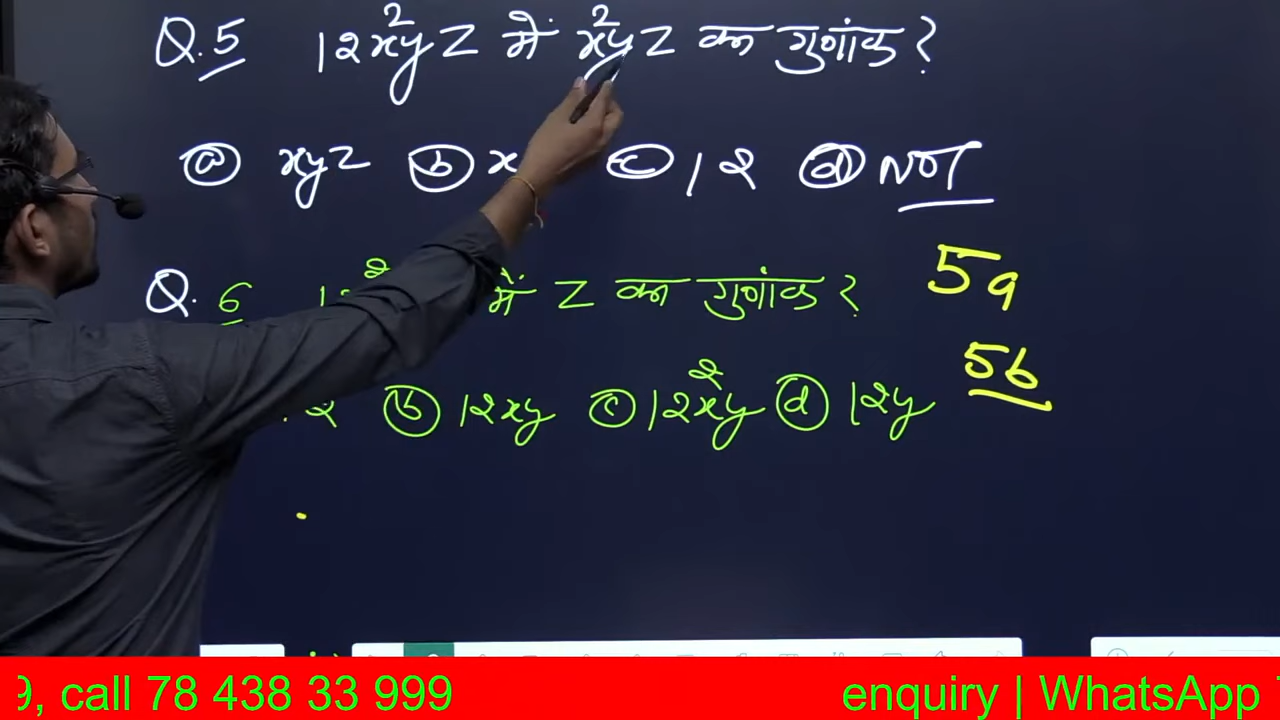 Q.5 12x²yz में x²yz का गुणांक ?
(a) xyz (b) x (c) 12 (d) NOT
Q. 6 में z का गुणांक ? 5a
(b) 12xy (c) 12x²y (d) 12y 5b
9, call 78 438 33 999 enquiry | WhatsApp